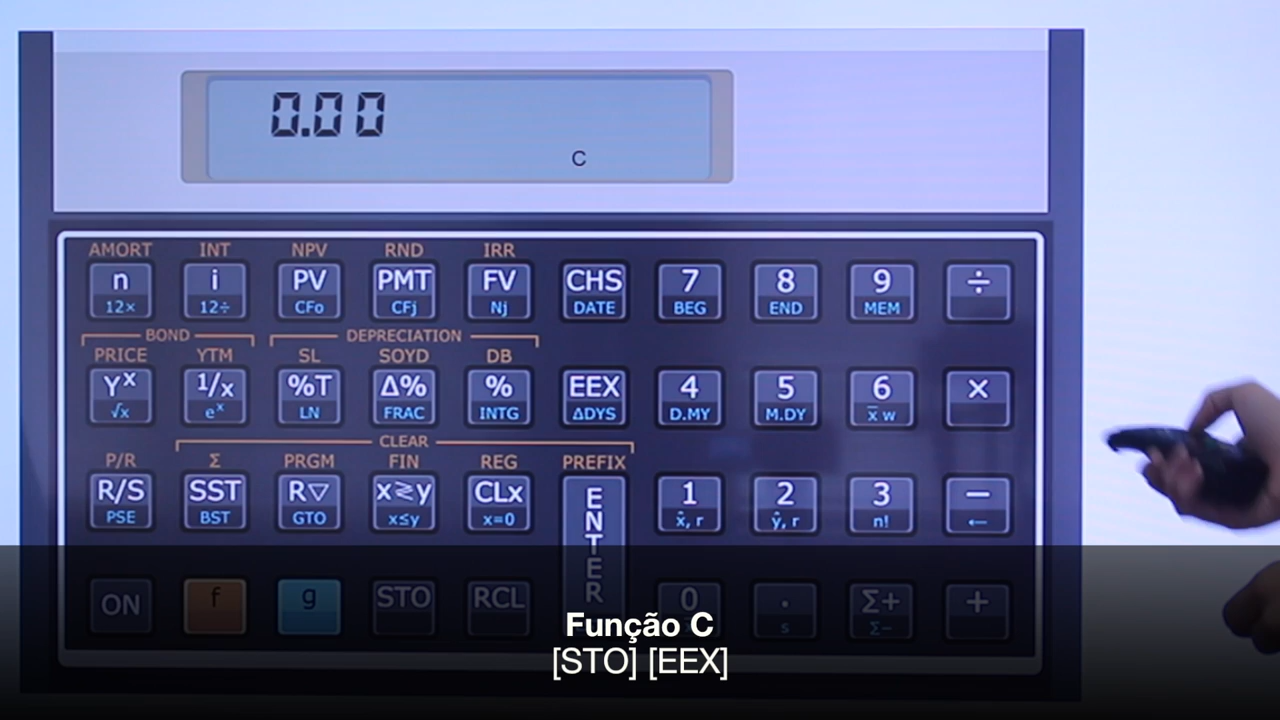 0.00
C
AMORT INT NPV RND IRR
n i PV PMT FV CHS 7 8 9 ÷
12× 12÷ CFo CFj Nj DATE BEG END MEM
BOND DEPRECIATION
PRICE YTM SL SOYD DB
Yˣ 1/x %T Δ% % EEX 4 5 6 ×
√x eˣ LN FRAC INTG ΔDYS D.MY M.DY x̄ w
CLEAR
P/R Σ PRGM FIN REG PREFIX
R/S SST R▽ x≷y CLx ENTER 1 2 3 −
PSE BST GTO x≤y x=0 x̂, r ŷ, r n! ←
ON f g STO RCL 0 . Σ+ +
s Σ−
Função C
[STO] [EEX]